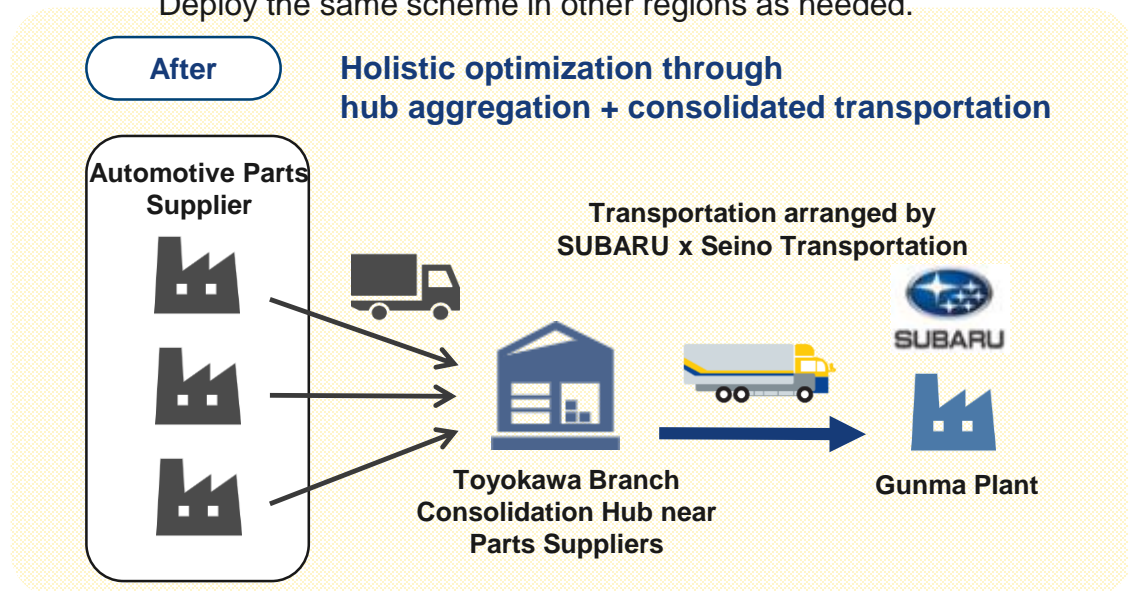 Deploy the same scheme in other regions as needed.
After
Holistic optimization through
hub aggregation + consolidated transportation
Automotive Parts
Supplier
Transportation arranged by
SUBARU x Seino Transportation
SUBARU
Toyokawa Branch
Consolidation Hub near
Parts Suppliers
Gunma Plant